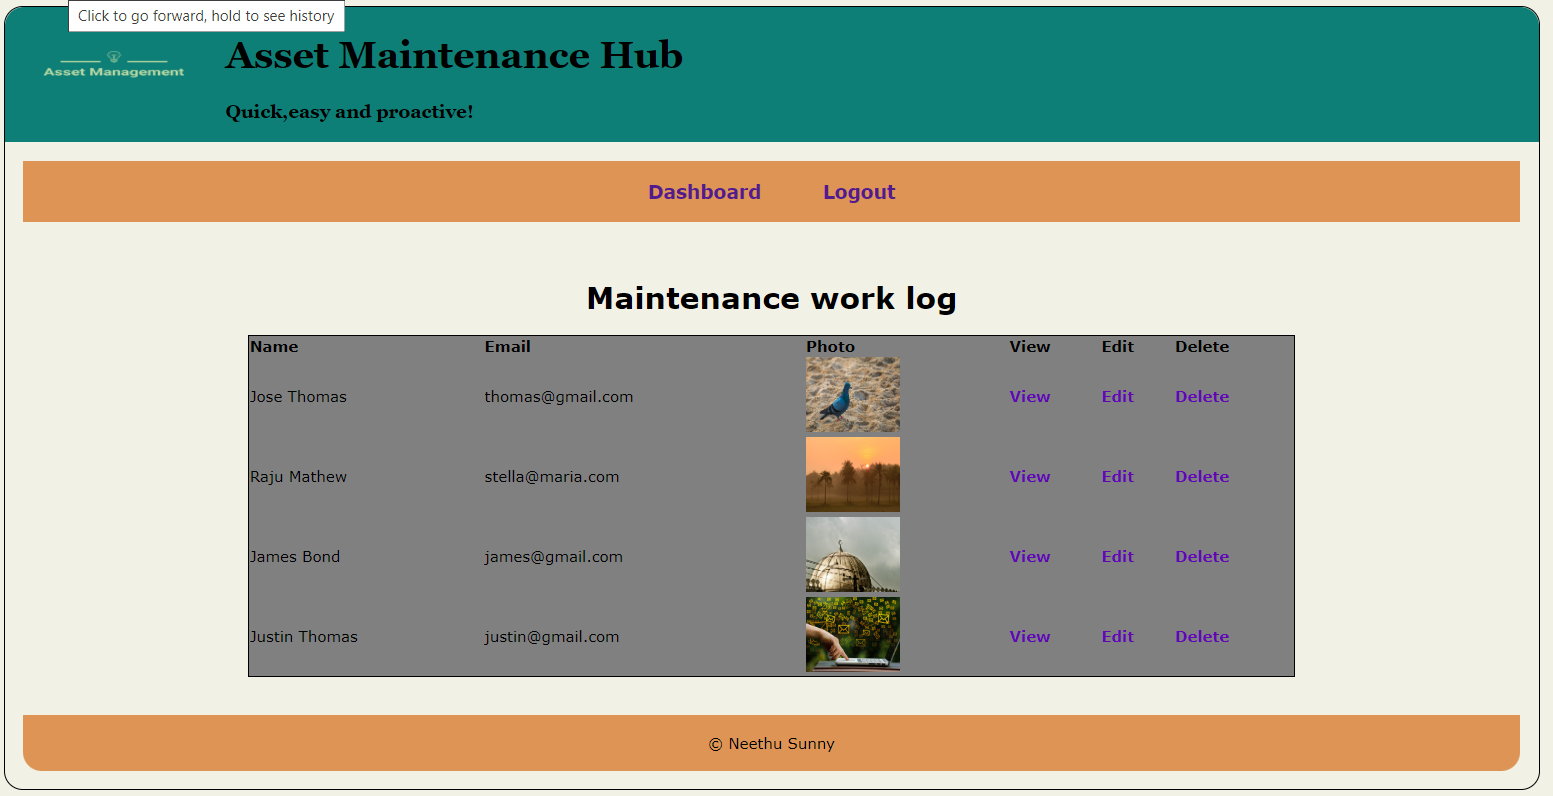 Click to go forward, hold to see history
Asset Management
Asset Maintenance Hub
Quick,easy and proactive!
Dashboard Logout
Maintenance work log
Name Email Photo View Edit Delete
Jose Thomas thomas@gmail.com View Edit Delete
Raju Mathew stella@maria.com View Edit Delete
James Bond james@gmail.com View Edit Delete
Justin Thomas justin@gmail.com View Edit Delete
© Neethu Sunny